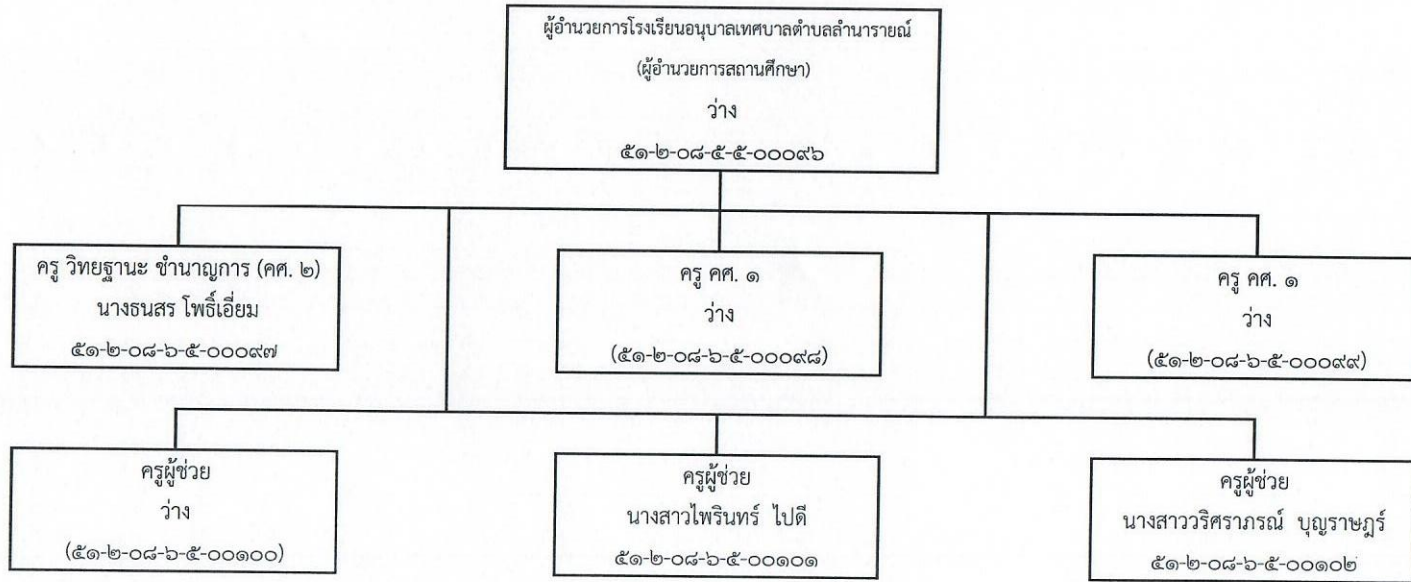 ผู้อำนวยการโรงเรียนอนุบาลเทศบาลตำบลลำนารายณ์
(ผู้อำนวยการสถานศึกษา)
ว่าง
๕๑-๒-๐๘-๕-๕-๐๐๐๙๖
ครู วิทยฐานะ ชำนาญการ (คศ. ๒)
นางธนสร โพธิ์เอี่ยม
๕๑-๒-๐๘-๖-๕-๐๐๐๙๗
ครู คศ. ๑
ว่าง
(๕๑-๒-๐๘-๖-๕-๐๐๐๙๘)
ครู คศ. ๑
ว่าง
(๕๑-๒-๐๘-๖-๕-๐๐๐๙๙)
ครูผู้ช่วย
ว่าง
(๕๑-๒-๐๘-๖-๕-๐๐๑๐๐)
ครูผู้ช่วย
นางสาวไพรินทร์ ไปดี
๕๑-๒-๐๘-๖-๕-๐๐๑๐๑
ครูผู้ช่วย
นางสาววริศราภรณ์ บุญราษฎร์
๕๑-๒-๐๘-๖-๕-๐๐๑๐๒